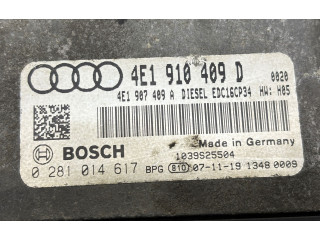 4E1 910 409 D
4E1 907 409 A DIESEL EDC16CP34
0020
HW: H05
BOSCH
Made in Germany
1039S25504
0 281 014 617 BPG 810 07-11-19 1348 0009